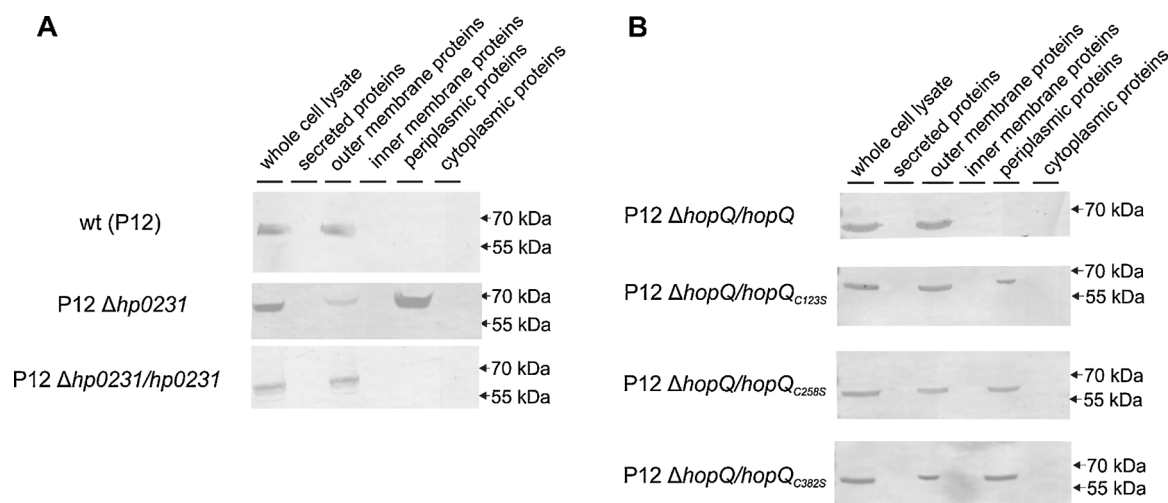 A
whole cell lysate
secreted proteins
outer membrane proteins
inner membrane proteins
periplasmic proteins
cytoplasmic proteins
wt (P12)
70 kDa
55 kDa
P12 Δhp0231
70 kDa
55 kDa
P12 Δhp0231/hp0231
70 kDa
55 kDa
B
whole cell lysate
secreted proteins
outer membrane proteins
inner membrane proteins
periplasmic proteins
cytoplasmic proteins
P12 ΔhopQ/hopQ
70 kDa
P12 ΔhopQ/hopQC123S
70 kDa
55 kDa
P12 ΔhopQ/hopQC258S
70 kDa
55 kDa
P12 ΔhopQ/hopQC382S
70 kDa
55 kDa